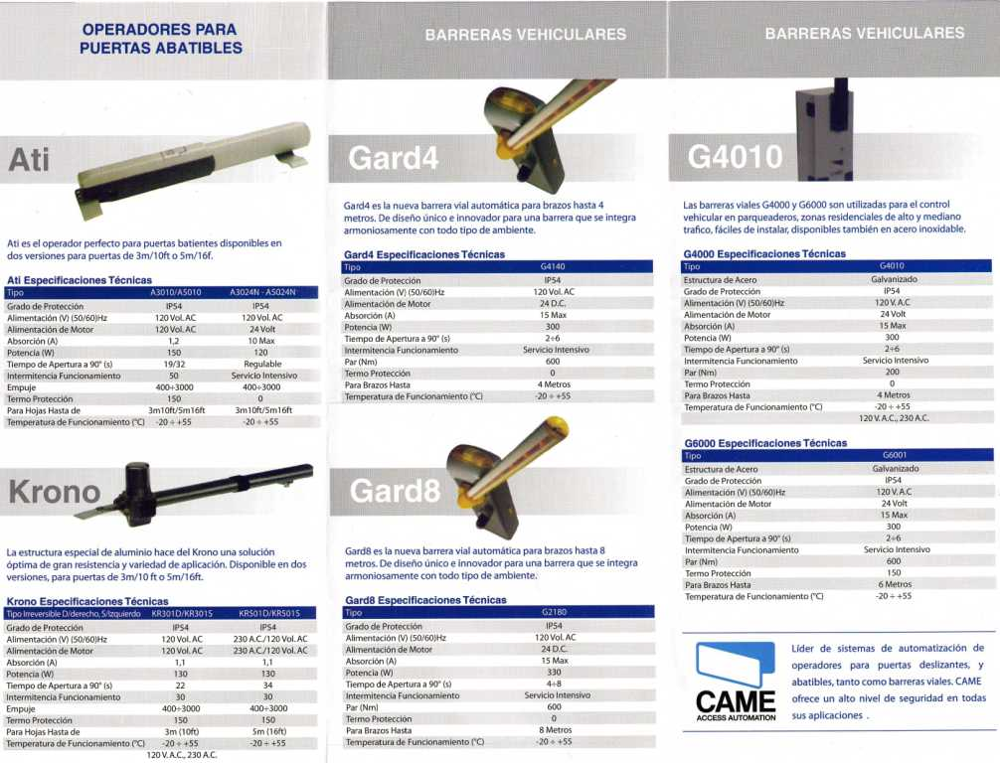 OPERADORES PARA
PUERTAS ABATIBLES
Ati
Ati es el operador perfecto para puertas batientes disponibles en
dos versiones para puertas de 3m/10ft o 5m/16f.
Ati Especificaciones Técnicas
Tipo A3010/A5010 A3024N - A5024N
Grado de Protección IP54 IP54
Alimentación (V) (50/60)Hz 120 Vol. AC 120 Vol. AC
Alimentación de Motor 120 Vol. AC 24 Volt
Absorción (A) 1,2 10 Max
Potencia (W) 150 120
Tiempo de Apertura a 90° (s) 19/32 Regulable
Intermitencia Funcionamiento 50 Servicio Intensivo
Empuje 400÷3000 400÷3000
Termo Protección 150 0
Para Hojas Hasta de 3m10ft/5m16ft 3m10ft/5m16ft
Temperatura de Funcionamiento (°C) -20 ÷ +55 -20 ÷ +55
Krono
La estructura especial de aluminio hace del Krono una solución
óptima de gran resistencia y variedad de aplicación. Disponible en dos
versiones, para puertas de 3m/10 ft o 5m/16ft.
Krono Especificaciones Técnicas
Tipo Irreversible D/derecho, S/Izquierdo KR301D/KR301S KR501D/KR501S
Grado de Protección IP54 IP54
Alimentación (V) (50/60)Hz 120 Vol. AC 230 A.C./120 Vol. AC
Alimentación de Motor 120 Vol. AC 230 A.C./120 Vol. AC
Absorción (A) 1,1 1,1
Potencia (W) 130 130
Tiempo de Apertura a 90° (s) 22 34
Intermitencia Funcionamiento 30 30
Empuje 400÷3000 400÷3000
Termo Protección 150 150
Para Hojas Hasta de 3m (10ft) 5m (16ft)
Temperatura de Funcionamiento (°C) -20 ÷ +55 -20 ÷ +55
120 V. A.C, 230 A.C.
BARRERAS VEHICULARES
Gard4
Gard4 es la nueva barrera vial automática para brazos hasta 4
metros. De diseño único e innovador para una barrera que se integra
armoniosamente con todo tipo de ambiente.
Gard4 Especificaciones Técnicas
Tipo G4140
Grado de Protección IP54
Alimentación (V) (50/60)Hz 120 Vol. AC
Alimentación de Motor 24 D.C.
Absorción (A) 15 Max
Potencia (W) 300
Tiempo de Apertura a 90° (s) 2÷6
Intermitencia Funcionamiento Servicio Intensivo
Par (Nm) 600
Termo Protección 0
Para Brazos Hasta 4 Metros
Temperatura de Funcionamiento (°C) -20 ÷ +55
Gard8
Gard8 es la nueva barrera vial automática para brazos hasta 8
metros. De diseño único e innovador para una barrera que se integra
armoniosamente con todo tipo de ambiente.
Gard8 Especificaciones Técnicas
Tipo G2180
Grado de Protección IP54
Alimentación (V) (50/60)Hz 120 Vol. AC
Alimentación de Motor 24 D.C.
Absorción (A) 15 Max
Potencia (W) 330
Tiempo de Apertura a 90° (s) 4÷8
Intermitencia Funcionamiento Servicio Intensivo
Par (Nm) 600
Termo Protección 0
Para Brazos Hasta 8 Metros
Temperatura de Funcionamiento (°C) -20 ÷ +55
BARRERAS VEHICULARES
G4010
Las barreras viales G4000 y G6000 son utilizadas para el control
vehicular en parqueaderos, zonas residenciales de alto y mediano
trafico, fáciles de instalar, disponibles también en acero inoxidable.
G4000 Especificaciones Técnicas
Tipo G4010
Estructura de Acero Galvanizado
Grado de Protección IP54
Alimentación (V) (50/60)Hz 120 V. A.C
Alimentación de Motor 24 Volt
Absorción (A) 15 Max
Potencia (W) 300
Tiempo de Apertura a 90° (s) 2÷6
Intermitencia Funcionamiento Servicio Intensivo
Par (Nm) 200
Termo Protección 0
Para Brazos Hasta 4 Metros
Temperatura de Funcionamiento (°C) -20 ÷ +55
120 V. A.C., 230 A.C.
G6000 Especificaciones Técnicas
Tipo G6001
Estructura de Acero Galvanizado
Grado de Protección IP54
Alimentación (V) (50/60)Hz 120 V. A.C
Alimentación de Motor 24 Volt
Absorción (A) 15 Max
Potencia (W) 300
Tiempo de Apertura a 90° (s) 2÷6
Intermitencia Funcionamiento Servicio Intensivo
Par (Nm) 600
Termo Protección 150
Para Brazos Hasta 6 Metros
Temperatura de Funcionamiento (°C) -20 ÷ +55
CAME
ACCESS AUTOMATION
Líder de sistemas de automatización de
operadores para puertas deslizantes, y
abatibles, tanto como barreras viales. CAME
ofrece un alto nivel de seguridad en todas
sus aplicaciones .